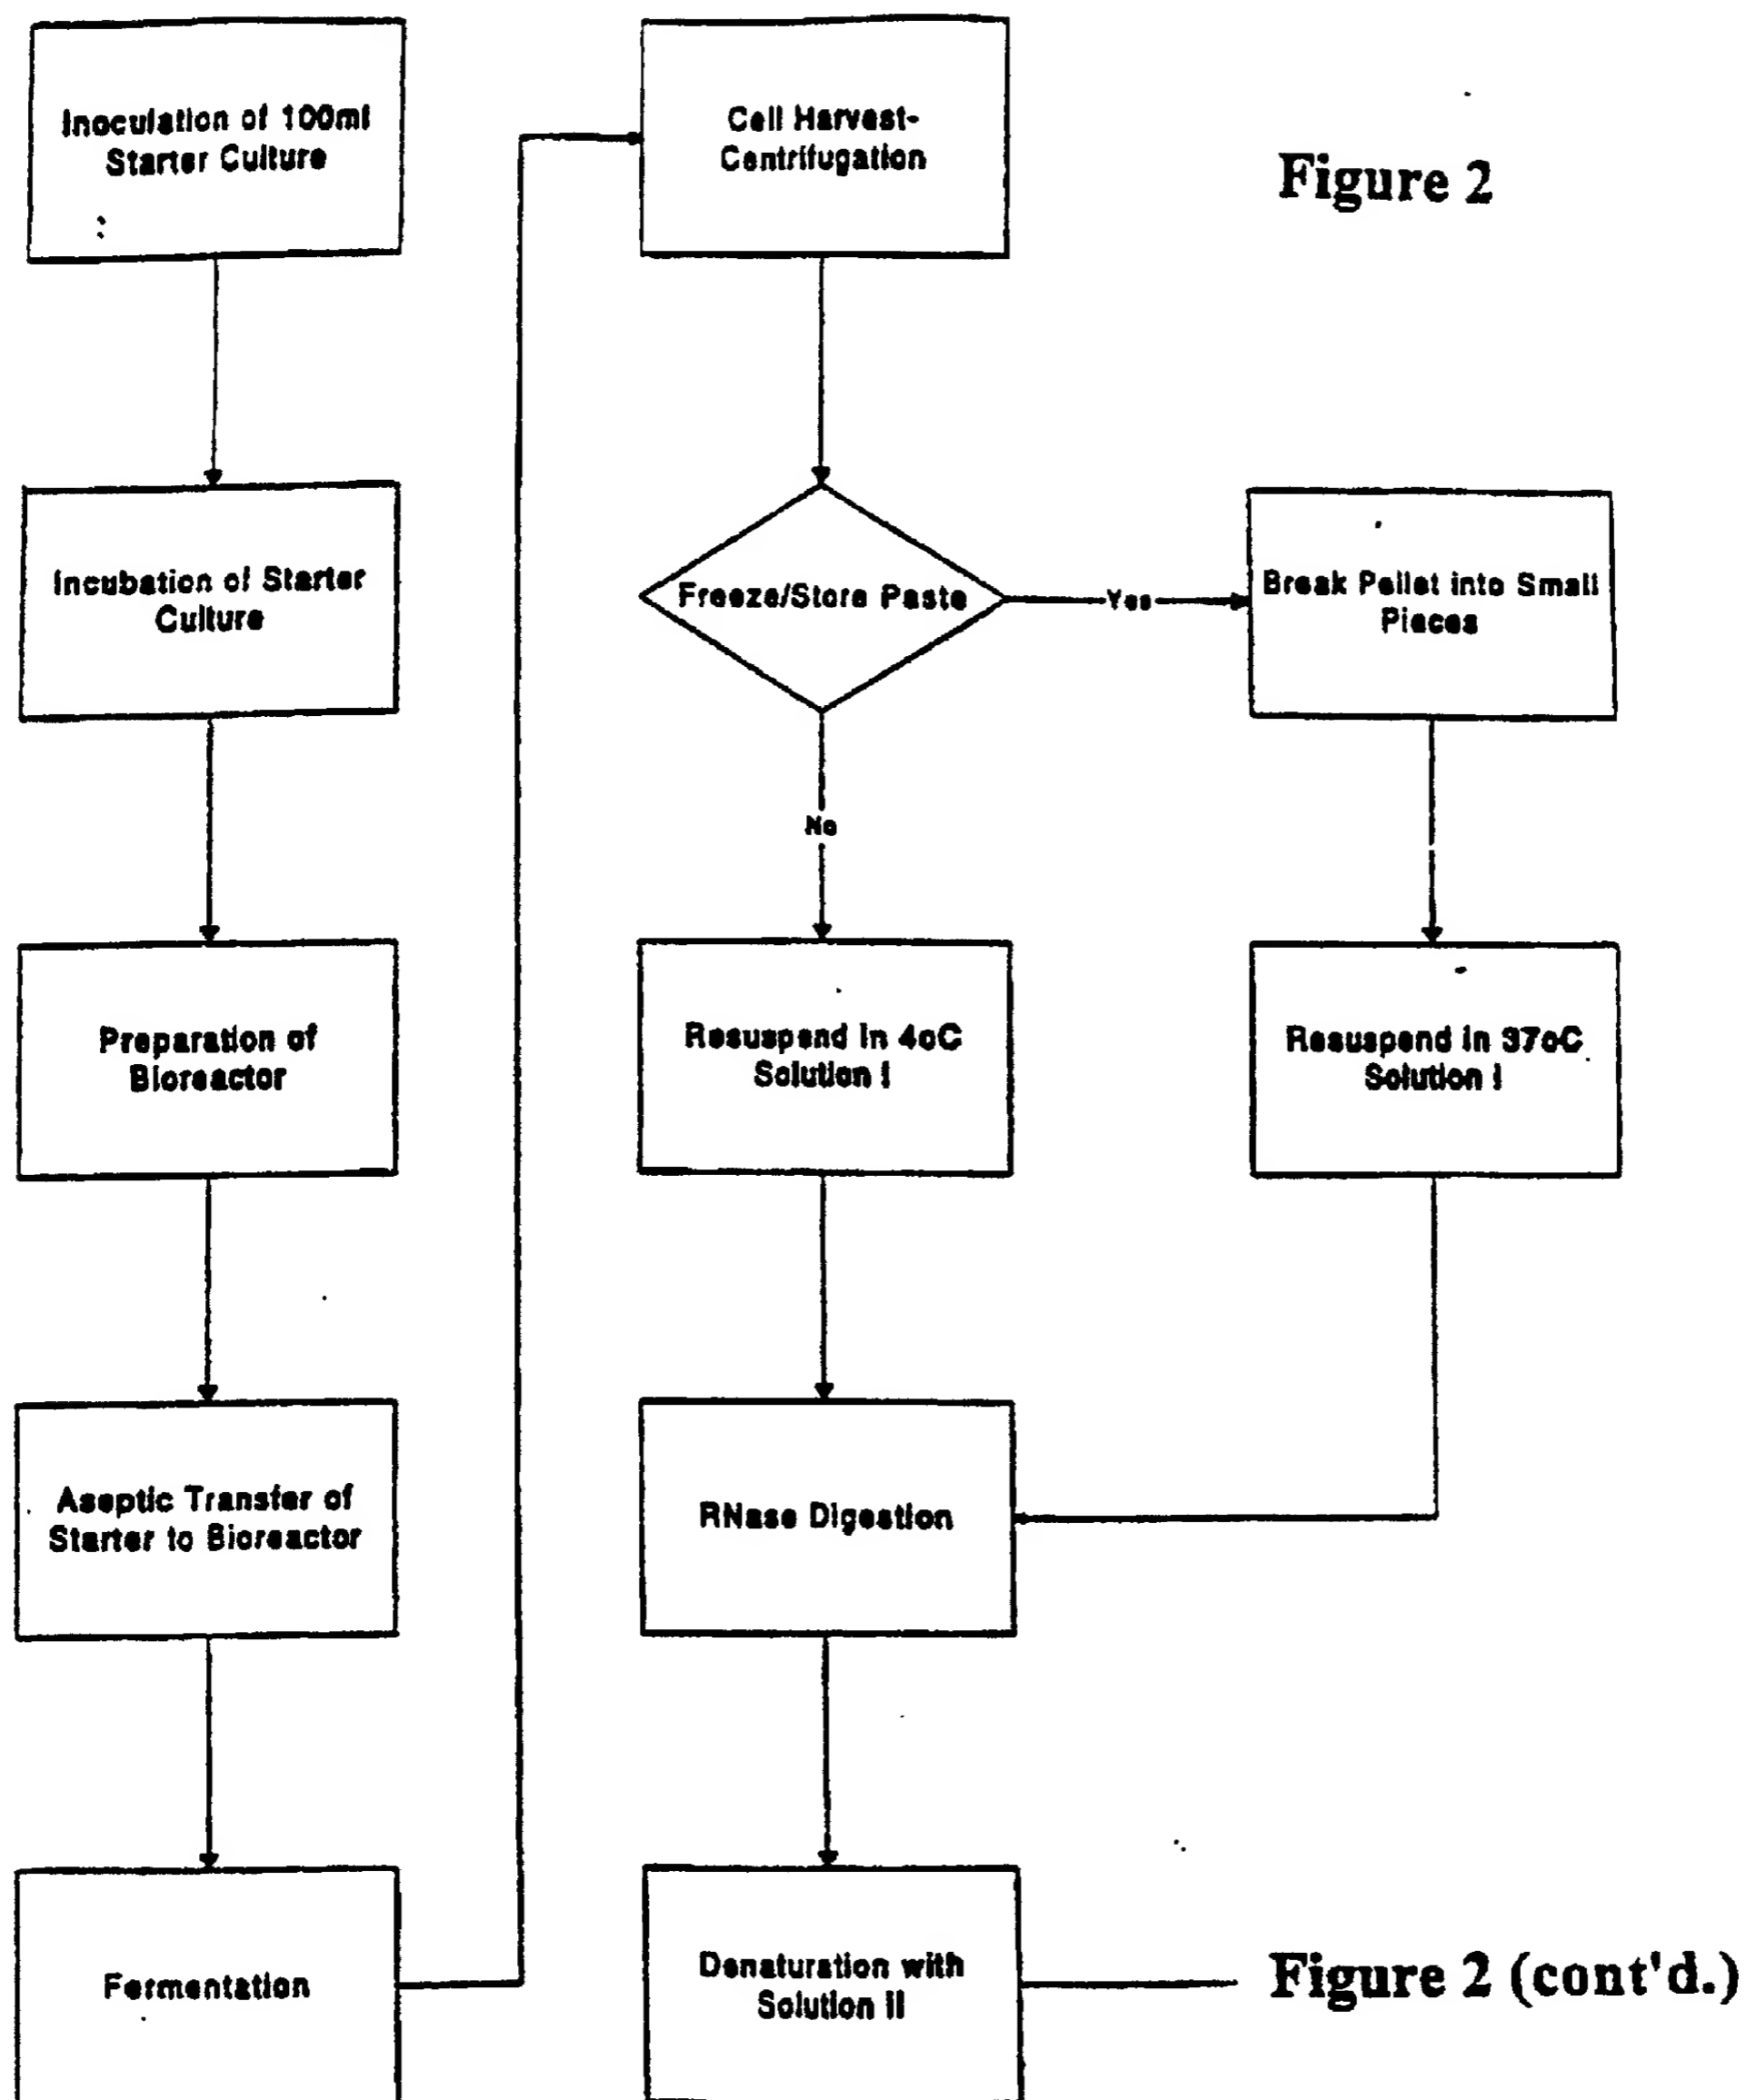 Inoculation of 100ml
Starter Culture
Incubation of Starter
Culture
Preparation of
Bioreactor
Aseptic Transfer of
Starter to Bioreactor
Fermentation
Cell Harvest-
Centrifugation
Freeze/Store Paste
Yes
No
Break Pellet into Small
Pieces
Resuspend in 4oC
Solution I
Resuspend in 37oC
Solution I
RNase Digestion
Denaturation with
Solution II
Figure 2
Figure 2 (cont'd.)